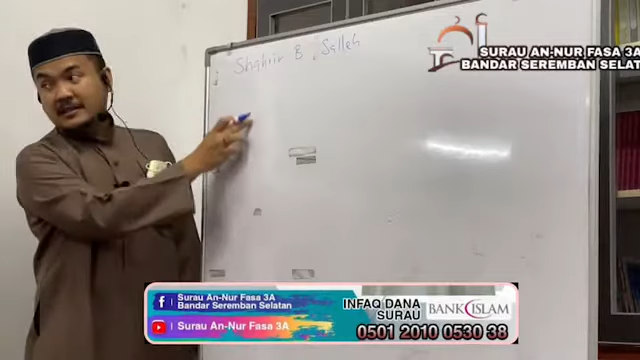 Shahrir B. Salleh
SURAU AN-NUR FASA 3A
BANDAR SEREMBAN SELAT
Surau An-Nur Fasa 3A
Bandar Seremban Selatan
Surau An-Nur Fasa 3A
INFAQ DANA
SURAU
BANK ISLAM
0501 2010 0530 38